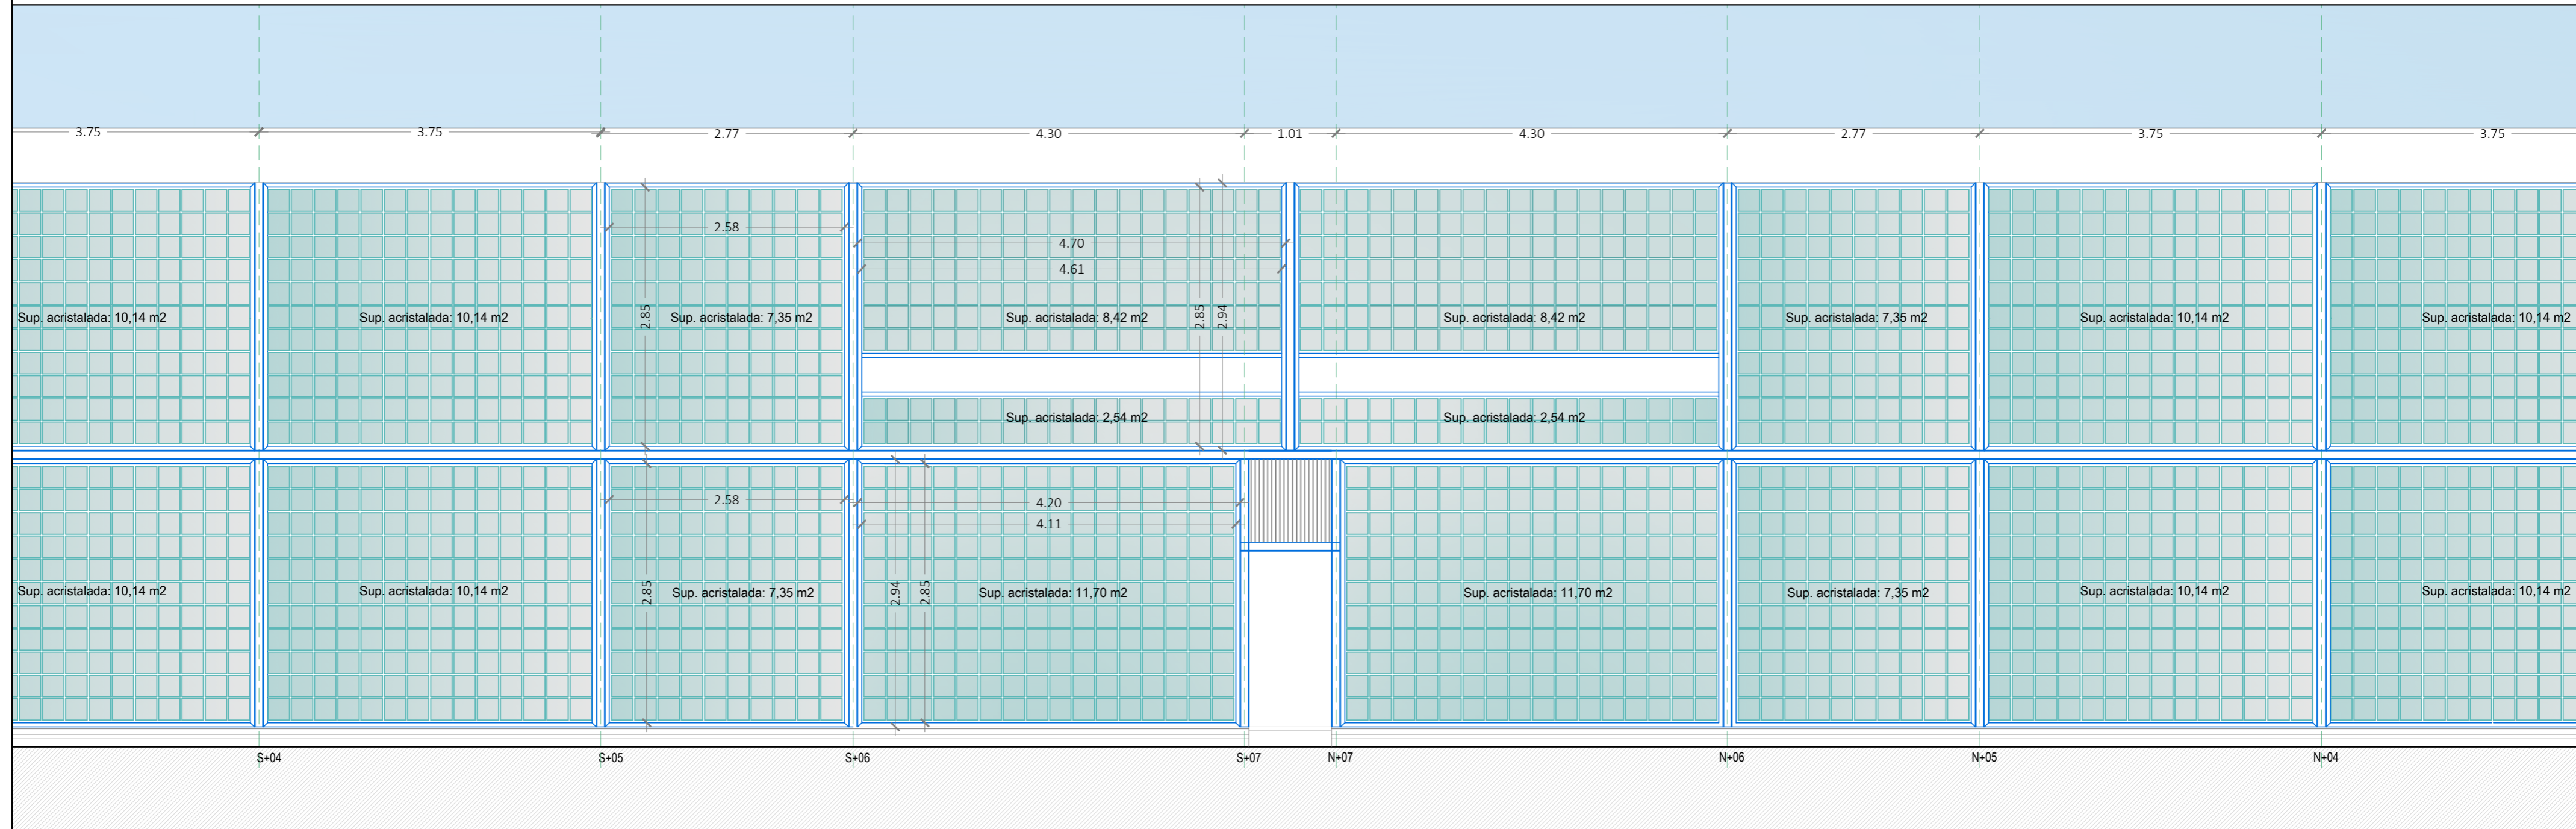 3.75
3.75
2.77
4.30
1.01
4.30
2.77
3.75
3.75
2.58
4.70
4.61
2.85
2.85
2.94
Sup. acristalada: 10,14 m2
Sup. acristalada: 10,14 m2
Sup. acristalada: 7,35 m2
Sup. acristalada: 8,42 m2
Sup. acristalada: 8,42 m2
Sup. acristalada: 7,35 m2
Sup. acristalada: 10,14 m2
Sup. acristalada: 10,14 m2
Sup. acristalada: 2,54 m2
Sup. acristalada: 2,54 m2
2.58
4.20
4.11
2.85
2.94
2.85
Sup. acristalada: 10,14 m2
Sup. acristalada: 10,14 m2
Sup. acristalada: 7,35 m2
Sup. acristalada: 11,70 m2
Sup. acristalada: 11,70 m2
Sup. acristalada: 7,35 m2
Sup. acristalada: 10,14 m2
Sup. acristalada: 10,14 m2
S+04
S+05
S+06
S+07
N+07
N+06
N+05
N+04